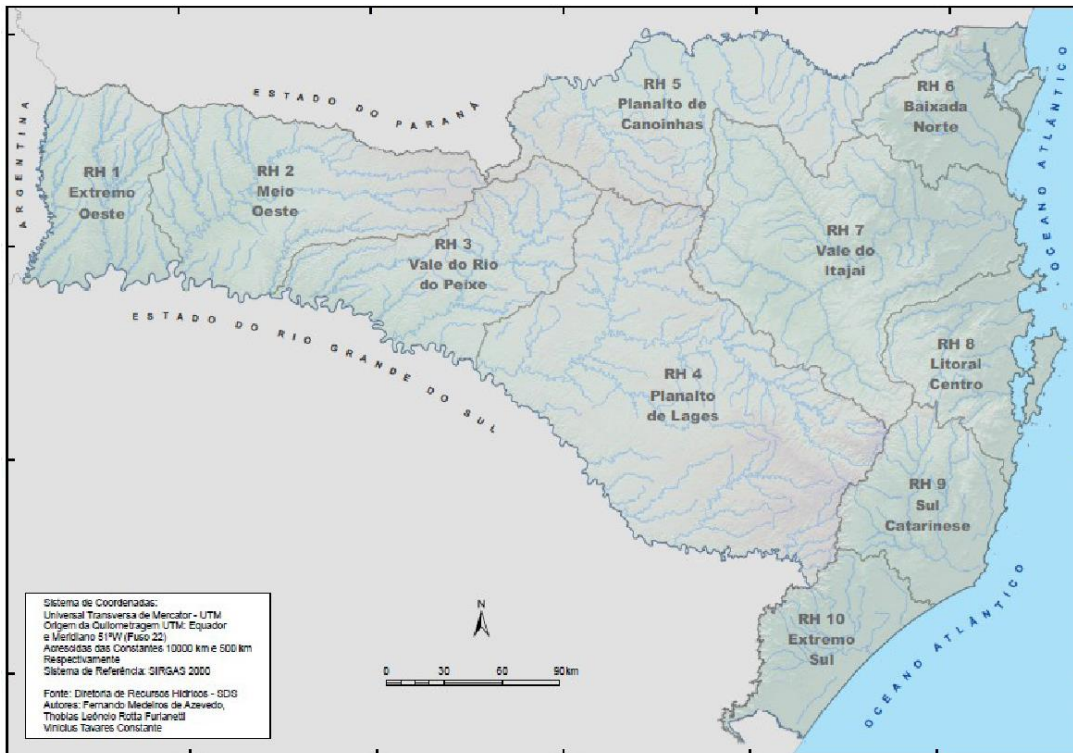 ARGENTINA
ESTADO DO PARANÁ
RH 5
Planalto de
Canoinhas
RH 6
Baixada
Norte
OCEANO ATLÂNTICO
RH 1
Extremo
Oeste
RH 2
Meio
Oeste
RH 3
Vale do Rio
do Peixe
RH 7
Vale do
Itajaí
ESTADO DO RIO GRANDE DO SUL
RH 4
Planalto
de Lages
RH 8
Litoral
Centro
RH 9
Sul
Catarinese
RH 10
Extremo
Sul
OCEANO ATLÂNTICO
Sistema de Coordenadas:
Universal Transversa de Mercator - UTM
Origem da Quilometragem UTM: Equador
e Meridiano 51°W (Fuso 22)
Acrescidas das Constantes 10000 km e 500 km
Respectivamente
Sistema de Referência: SIRGAS 2000
Fonte: Diretoria de Recursos Hídricos - SDS
Autores: Fernando Medeiros de Azevedo,
Thobias Leôncio Rotta Furlanetti
Vinicius Tavares Constante
N
0 30 60 90km